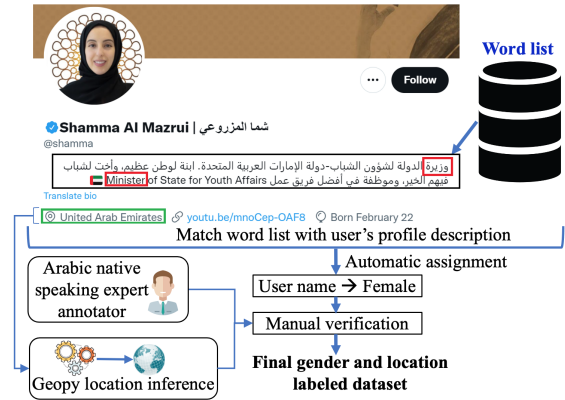 Word list
Follow
Shamma Al Mazrui | شما المزروعي
@shamma
وزيرة الدولة لشؤون الشباب-دولة الإمارات العربية المتحدة. ابنة لوطن عظيم، وأخت لشباب
فيهم الخير، وموظفة في أفضل فريق عمل Minister of State for Youth Affairs
Translate bio
United Arab Emirates youtu.be/mnoCep-OAF8 Born February 22
Match word list with user's profile description
Automatic assignment
Arabic native
speaking expert
annotator
User name → Female
Manual verification
Geopy location inference
Final gender and location
labeled dataset